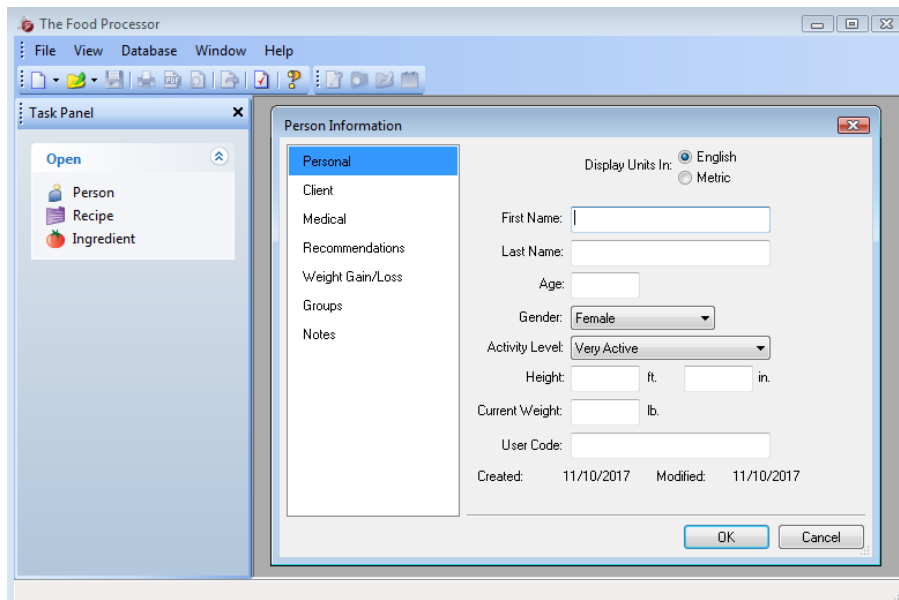 The Food Processor
File View Database Window Help
PDF
Task Panel
Open
Person
Recipe
Ingredient
Person Information
Personal
Client
Medical
Recommendations
Weight Gain/Loss
Groups
Notes
Display Units In: English
Metric
First Name:
Last Name:
Age:
Gender: Female
Activity Level: Very Active
Height: ft. in.
Current Weight: lb.
User Code:
Created: 11/10/2017 Modified: 11/10/2017
OK Cancel